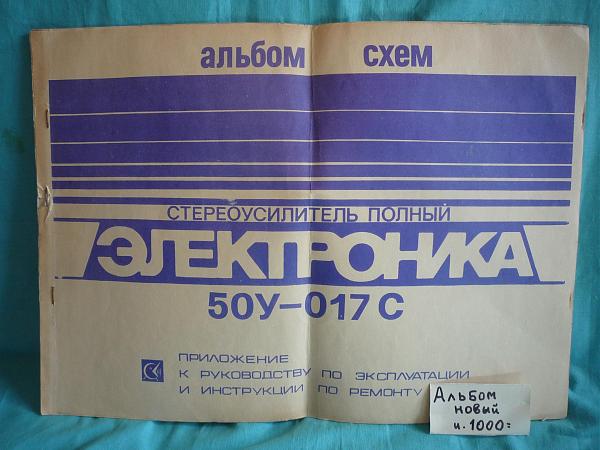 альбом схем
СТЕРЕОУСИЛИТЕЛЬ ПОЛНЫЙ
ЭЛЕКТРОНИКА
50У-017С
ПРИЛОЖЕНИЕ
К РУКОВОДСТВУ ПО ЭКСПЛУАТАЦИИ
И ИНСТРУКЦИИ ПО РЕМОНТУ
Альбом
новый
ц. 1000=